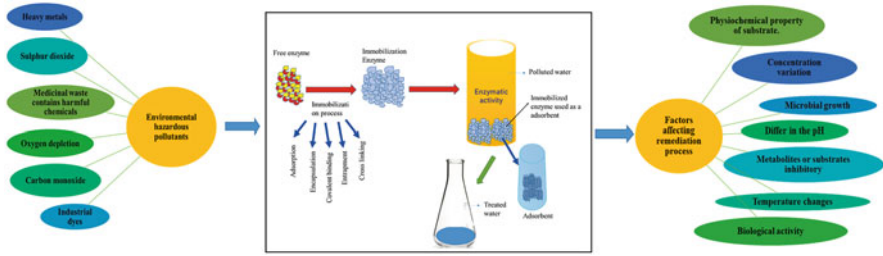 Heavy metals
Sulphur dioxide
Medicinal waste
contains harmful
chemicals
Oxygen depletion
Carbon monoxide
Industrial
dyes
Environmental
hazardous
pollutants
Free enzyme
Immobilization
Enzyme
Immobilizati
on process
Adsorption
Encapsulation
Covalent binding
Entrapment
Cross linking
Enzymatic
activity
Polluted water
Immobilized
enzyme used as a
adsorbent
Treated
water
Adsorbent
Factors
affecting
remediation
process
Physiochemical property
of substrate.
Concentration
variation
Microbial growth
Differ in the pH
Metabolites or substrates
inhibitory
Temperature changes
Biological activity